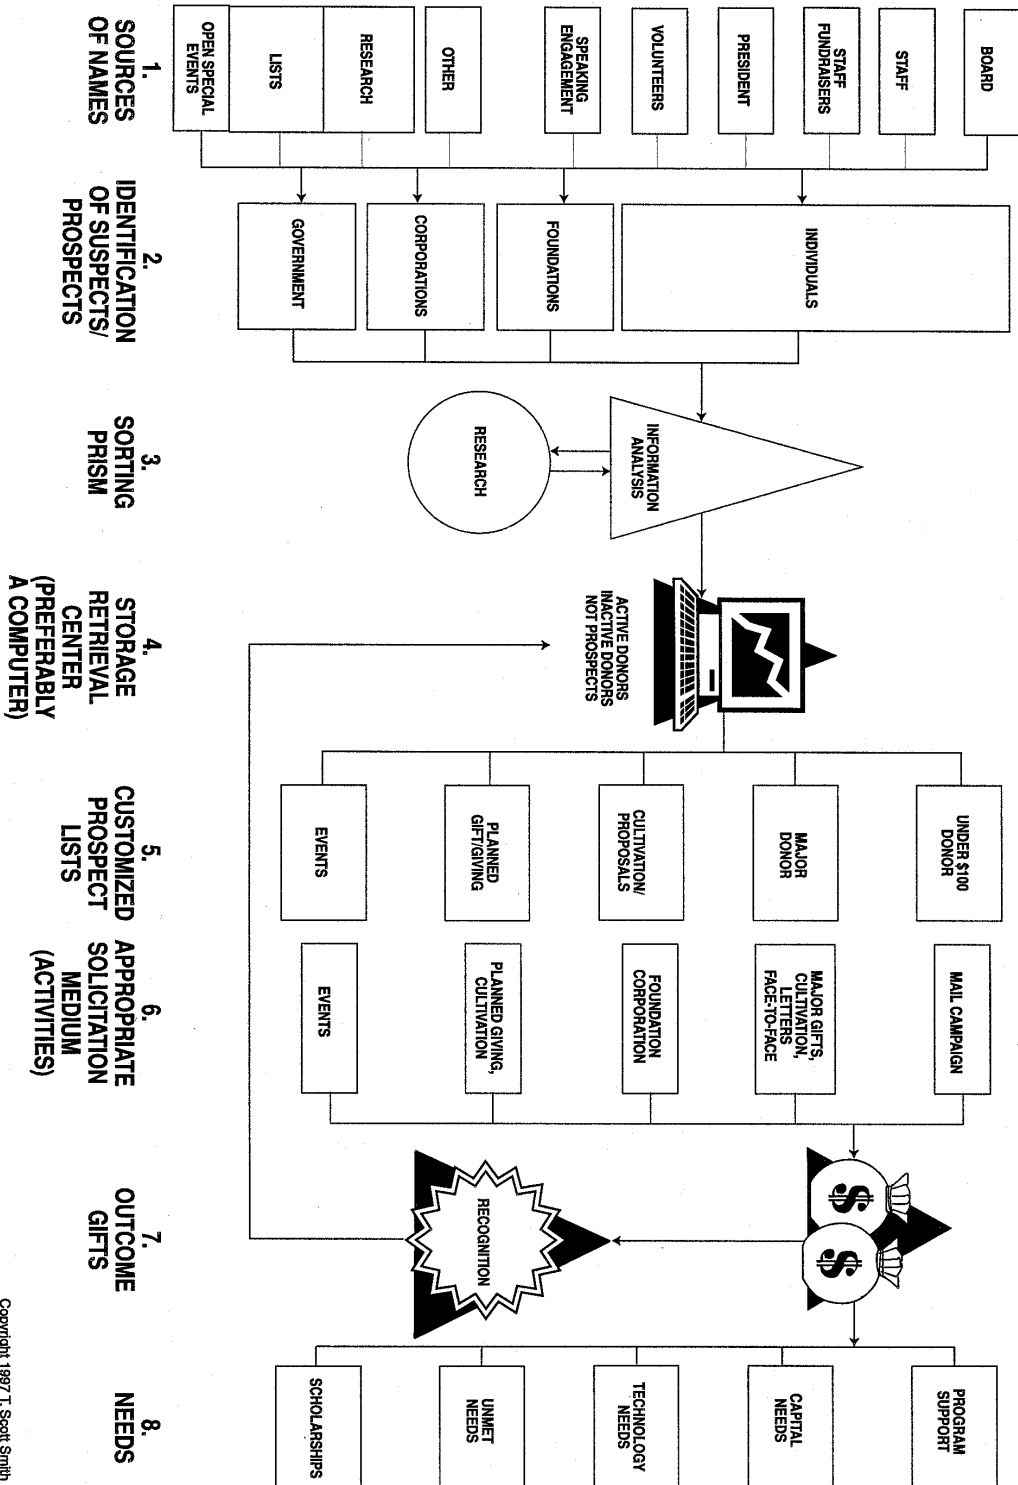 BOARD
STAFF
STAFF
FUNDRAISERS
PRESIDENT
VOLUNTEERS
SPEAKING
ENGAGEMENT
OTHER
RESEARCH
LISTS
OPEN SPECIAL
EVENTS
1.
SOURCES
OF NAMES
INDIVIDUALS
FOUNDATIONS
CORPORATIONS
GOVERNMENT
2.
IDENTIFICATION
OF SUSPECTS/
PROSPECTS
INFORMATION
ANALYSIS
RESEARCH
3.
SORTING
PRISM
ACTIVE DONORS
INACTIVE DONORS
NOT PROSPECTS
4.
STORAGE
RETRIEVAL
CENTER
(PREFERABLY
A COMPUTER)
UNDER $100
DONOR
MAJOR
DONOR
CULTIVATION/
PROPOSALS
PLANNED
GIFT/GIVING
EVENTS
5.
CUSTOMIZED
PROSPECT
LISTS
MAIL CAMPAIGN
MAJOR GIFTS,
CULTIVATION,
LETTERS
FACE-TO-FACE
FOUNDATION
CORPORATION
PLANNED GIVING,
CULTIVATION
EVENTS
6.
APPROPRIATE
SOLICITATION
MEDIUM
(ACTIVITIES)
$
$
RECOGNITION
7.
OUTCOME
GIFTS
PROGRAM
SUPPORT
CAPITAL
NEEDS
TECHNOLOGY
NEEDS
UNMET
NEEDS
SCHOLARSHIPS
8.
NEEDS
Copyright 1997 T. Scott Smith